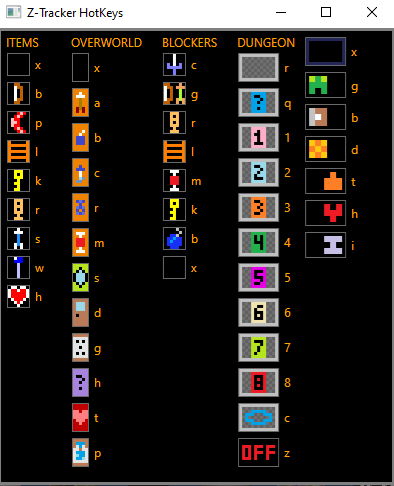 Z-Tracker HotKeys
ITEMS
x
b
p
l
k
r
s
w
h
OVERWORLD
x
a
b
c
r
m
s
d
g
h
t
p
BLOCKERS
c
g
r
l
m
k
b
x
DUNGEON
r
? q
1 1
2 2
3 3
4 4
5 5
6 6
7 7
8 8
c
OFF z
x
g
b
d
t
h
I i